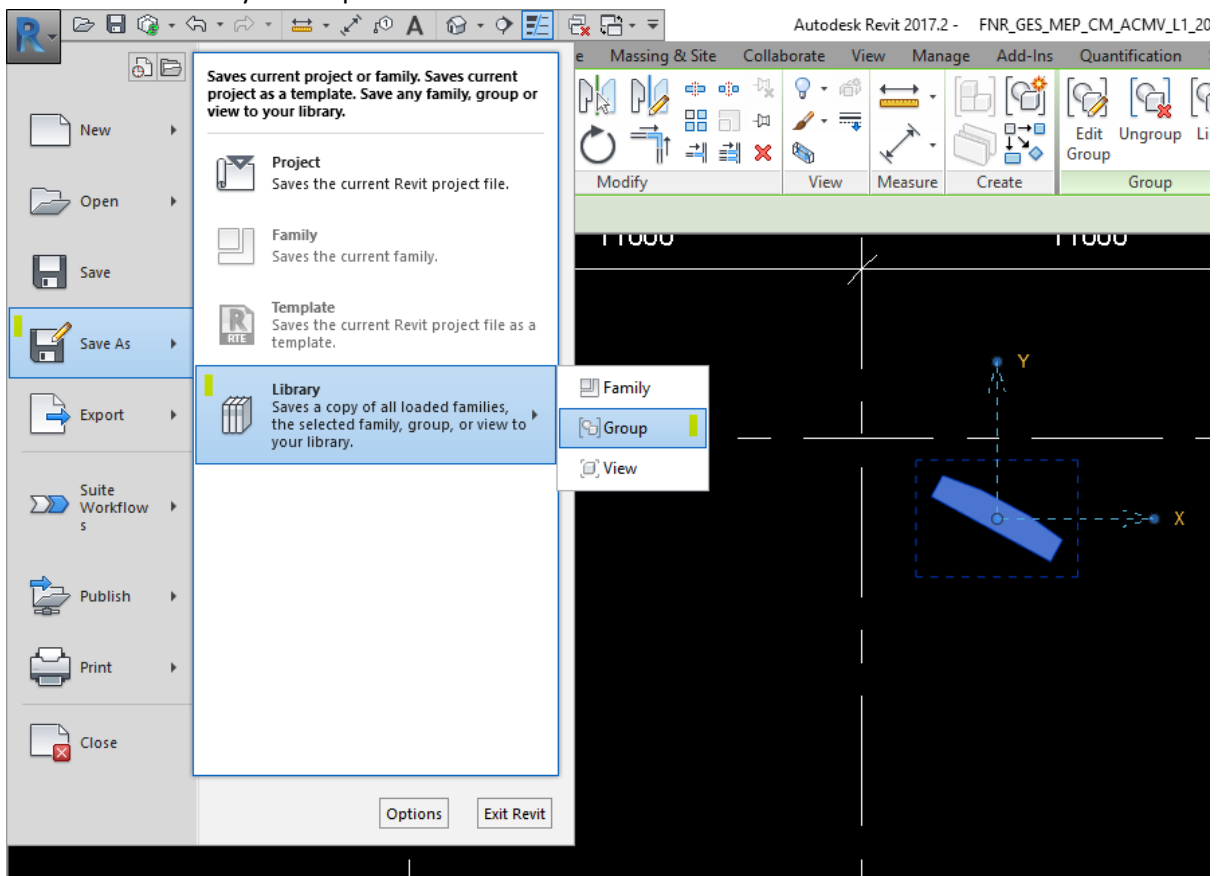 Autodesk Revit 2017.2 - FNR_GES_MEP_CM_ACMV_L1_20
Massing & Site Collaborate View Manage Add-Ins Quantification
Edit Group
Ungroup
Modify View Measure Create Group
New
Open
Save
Save As
Export
Suite
Workflow
s
Publish
Print
Close
Saves current project or family. Saves current
project as a template. Save any family, group or
view to your library.
Project
Saves the current Revit project file.
Family
Saves the current family.
Template
Saves the current Revit project file as a
template.
RTE
Library
Saves a copy of all loaded families,
the selected family, group, or view to
your library.
Family
Group
View
Options
Exit Revit
11000
11000
Y
X